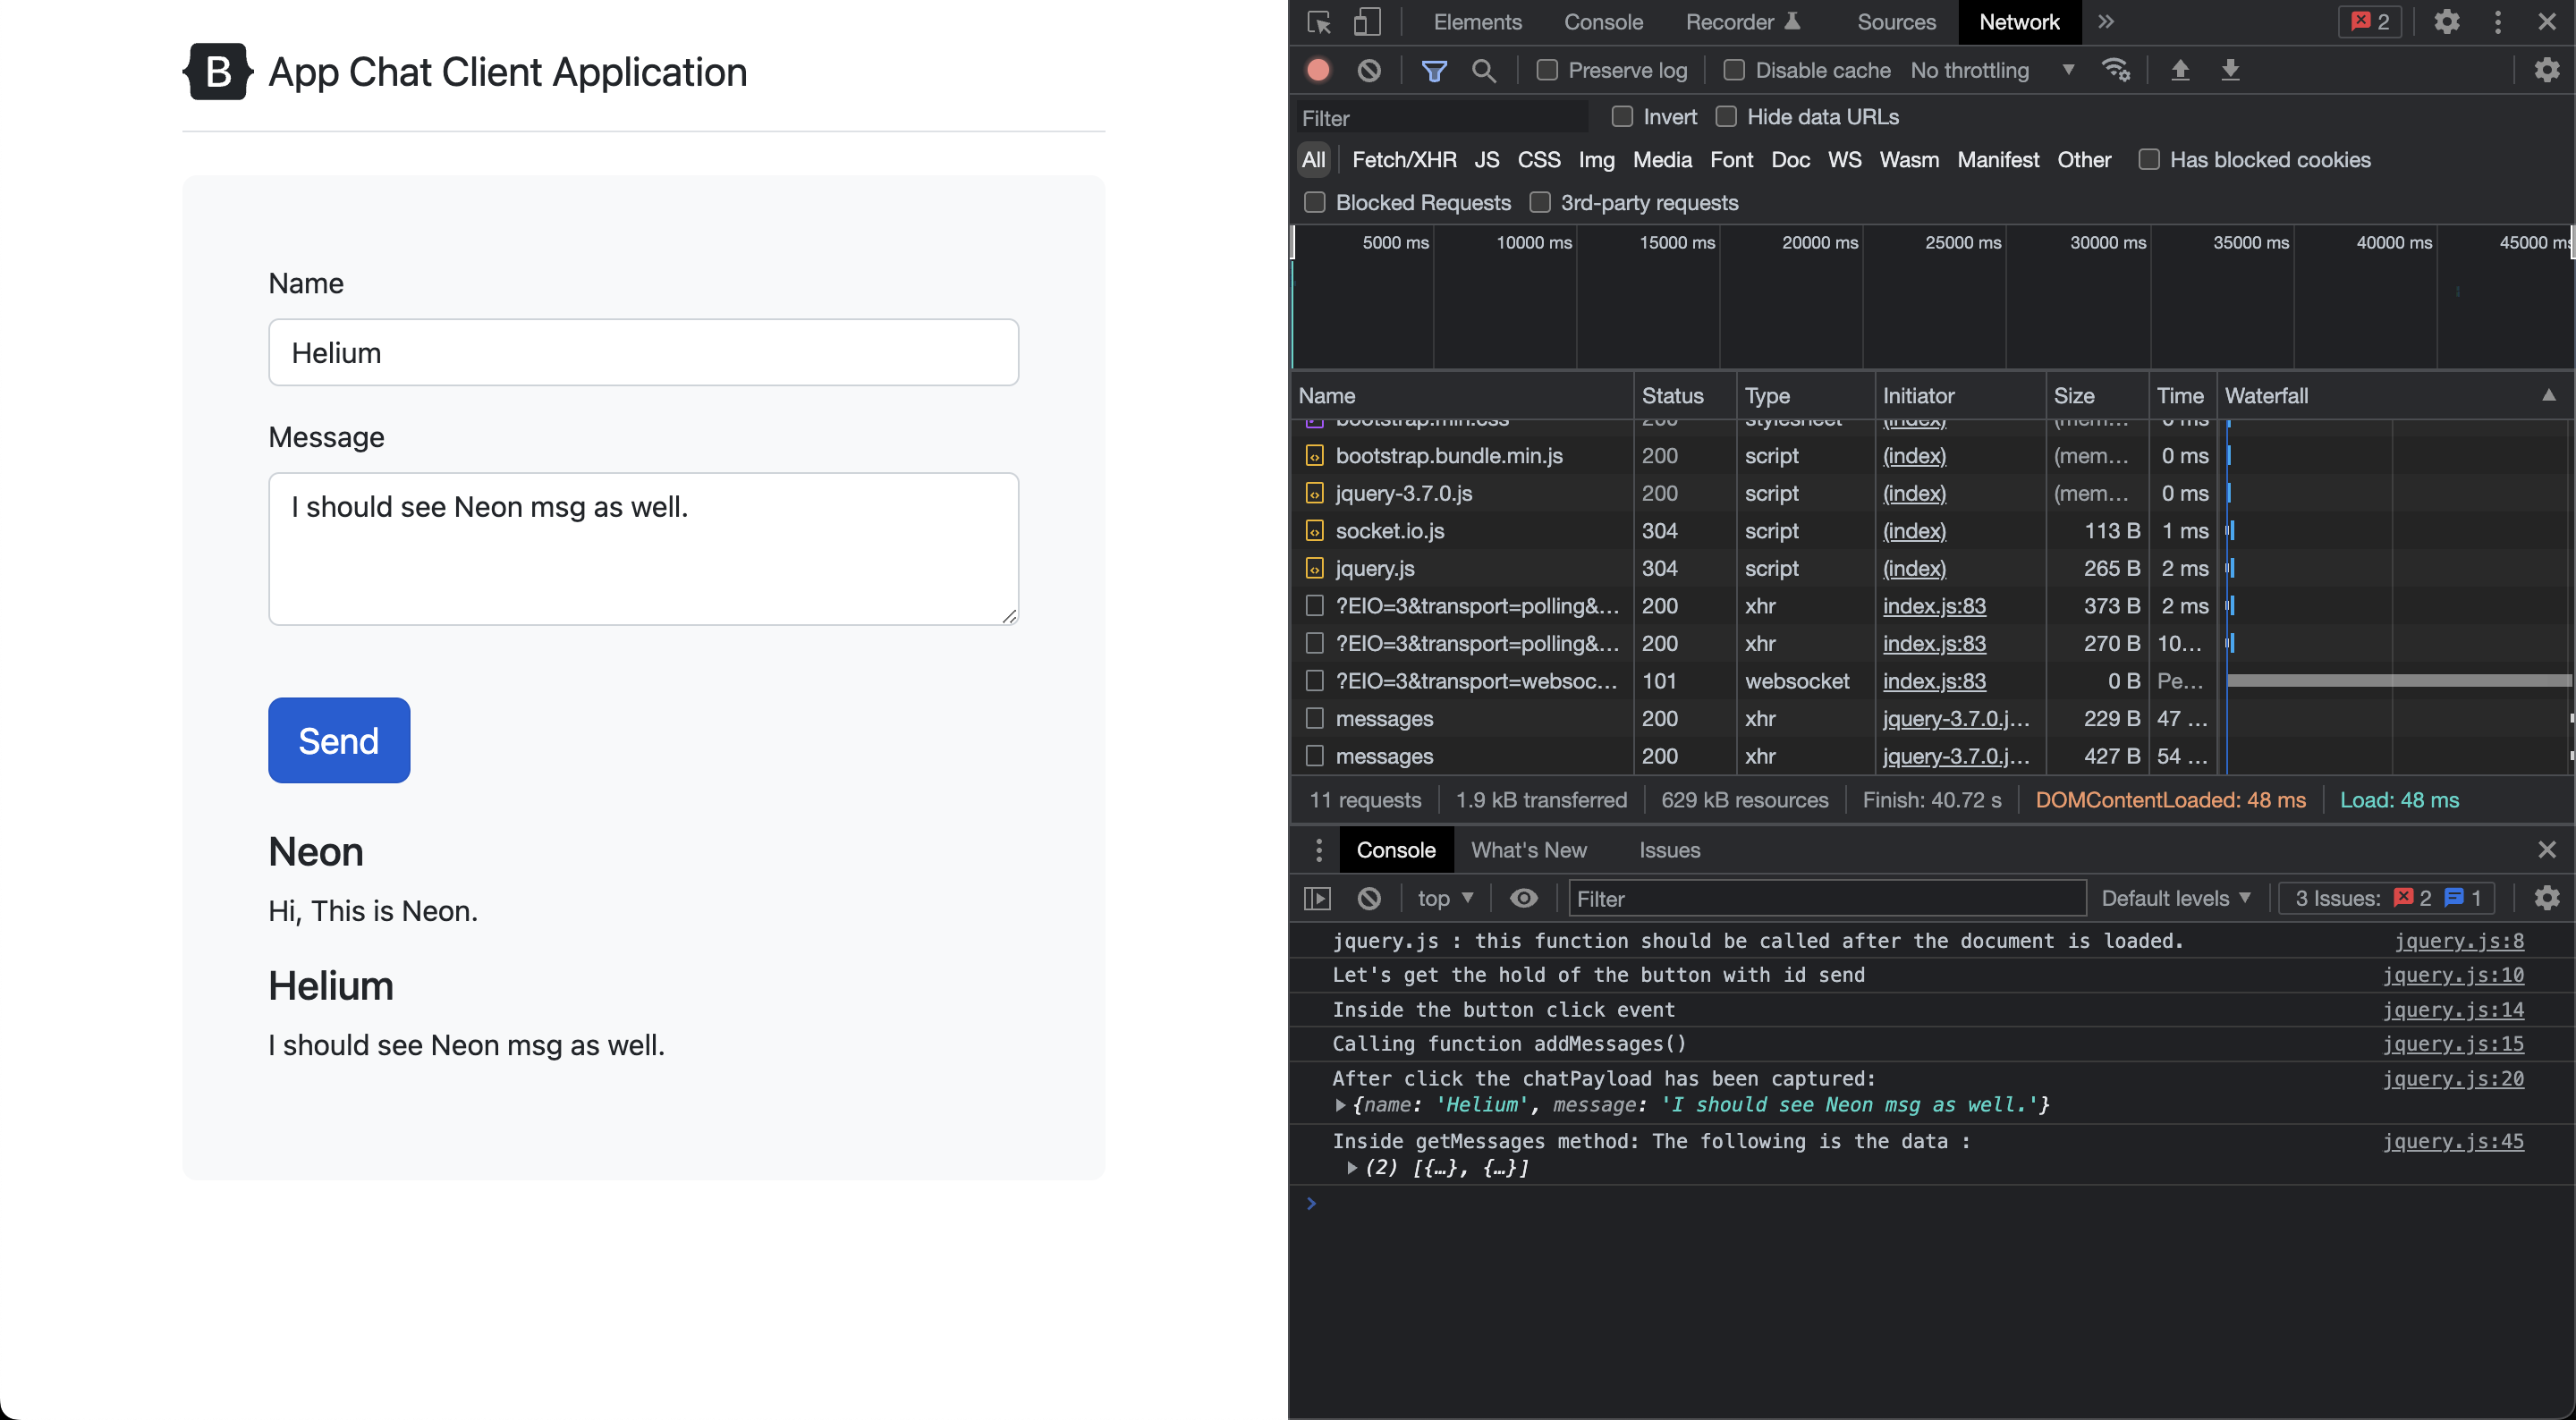 B App Chat Client Application
Name
Helium
Message
I should see Neon msg as well.
Send
Neon
Hi, This is Neon.
Helium
I should see Neon msg as well.
Elements Console Recorder Sources Network 2
Preserve log Disable cache No throttling
Filter Invert Hide data URLs
All Fetch/XHR JS CSS Img Media Font Doc WS Wasm Manifest Other Has blocked cookies
Blocked Requests 3rd-party requests
5000 ms 10000 ms 15000 ms 20000 ms 25000 ms 30000 ms 35000 ms 40000 ms 45000 ms
Name Status Type Initiator Size Time Waterfall
bootstrap.min.css 200 stylesheet (index) (mem... 0 ms
bootstrap.bundle.min.js 200 script (index) (mem... 0 ms
jquery-3.7.0.js 200 script (index) (mem... 0 ms
socket.io.js 304 script (index) 113 B 1 ms
jquery.js 304 script (index) 265 B 2 ms
?EIO=3&transport=polling&... 200 xhr index.js:83 373 B 2 ms
?EIO=3&transport=polling&... 200 xhr index.js:83 270 B 10...
?EIO=3&transport=websoc... 101 websocket index.js:83 0 B Pe...
messages 200 xhr jquery-3.7.0.j... 229 B 47 ...
messages 200 xhr jquery-3.7.0.j... 427 B 54 ...
11 requests 1.9 kB transferred 629 kB resources Finish: 40.72 s DOMContentLoaded: 48 ms Load: 48 ms
Console What's New Issues
top Filter Default levels 3 Issues: 2 1
jquery.js : this function should be called after the document is loaded. jquery.js:8
Let's get the hold of the button with id send jquery.js:10
Inside the button click event jquery.js:14
Calling function addMessages() jquery.js:15
After click the chatPayload has been captured: jquery.js:20
{name: 'Helium', message: 'I should see Neon msg as well.'}
Inside getMessages method: The following is the data : jquery.js:45
(2) [{…}, {…}]